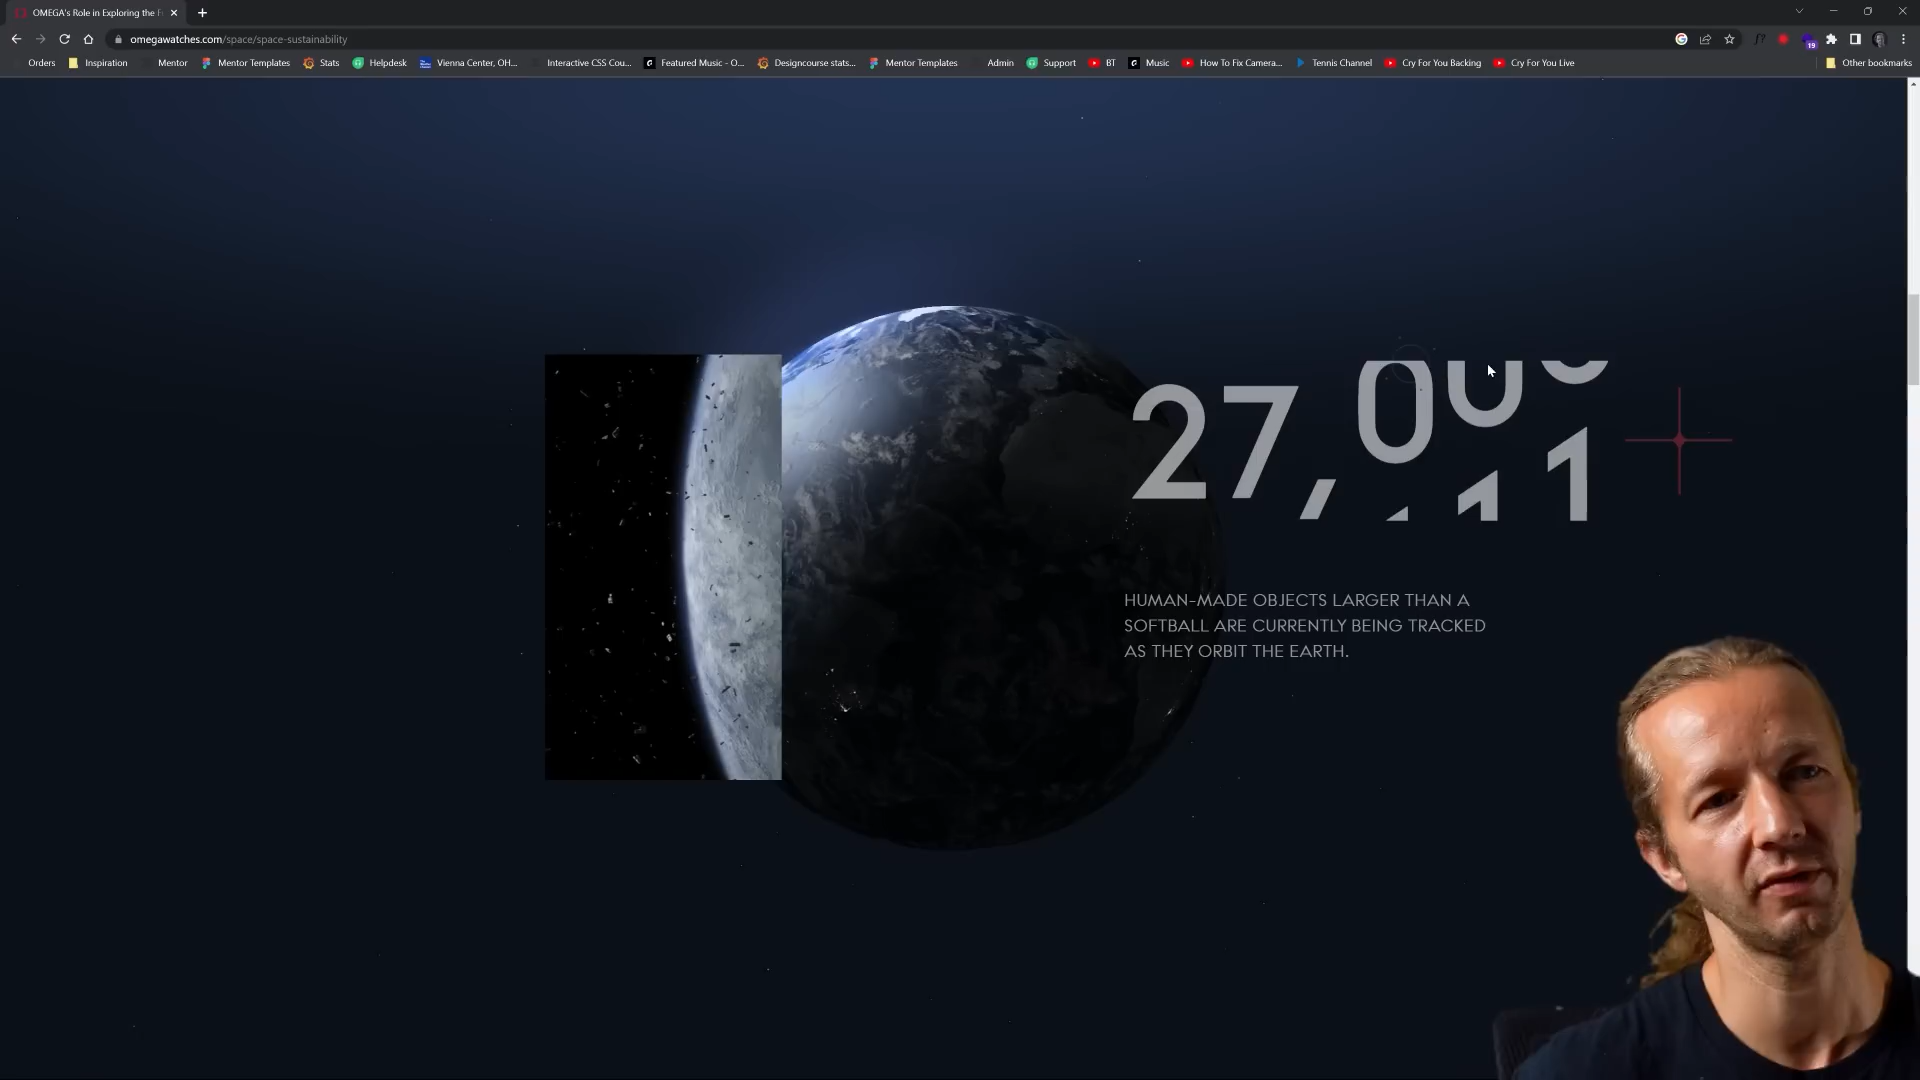 OMEGA's Role in Exploring the F
omegawatches.com/space/space-sustainability
19
Orders Inspiration Mentor Mentor Templates Stats Helpdesk Vienna Center, OH... Interactive CSS Cou... Featured Music - O... Designcourse stats... Mentor Templates Admin Support BT Music How To Fix Camera... Tennis Channel Cry For You Backing Cry For You Live Other bookmarks
27,
HUMAN-MADE OBJECTS LARGER THAN A
SOFTBALL ARE CURRENTLY BEING TRACKED
AS THEY ORBIT THE EARTH.